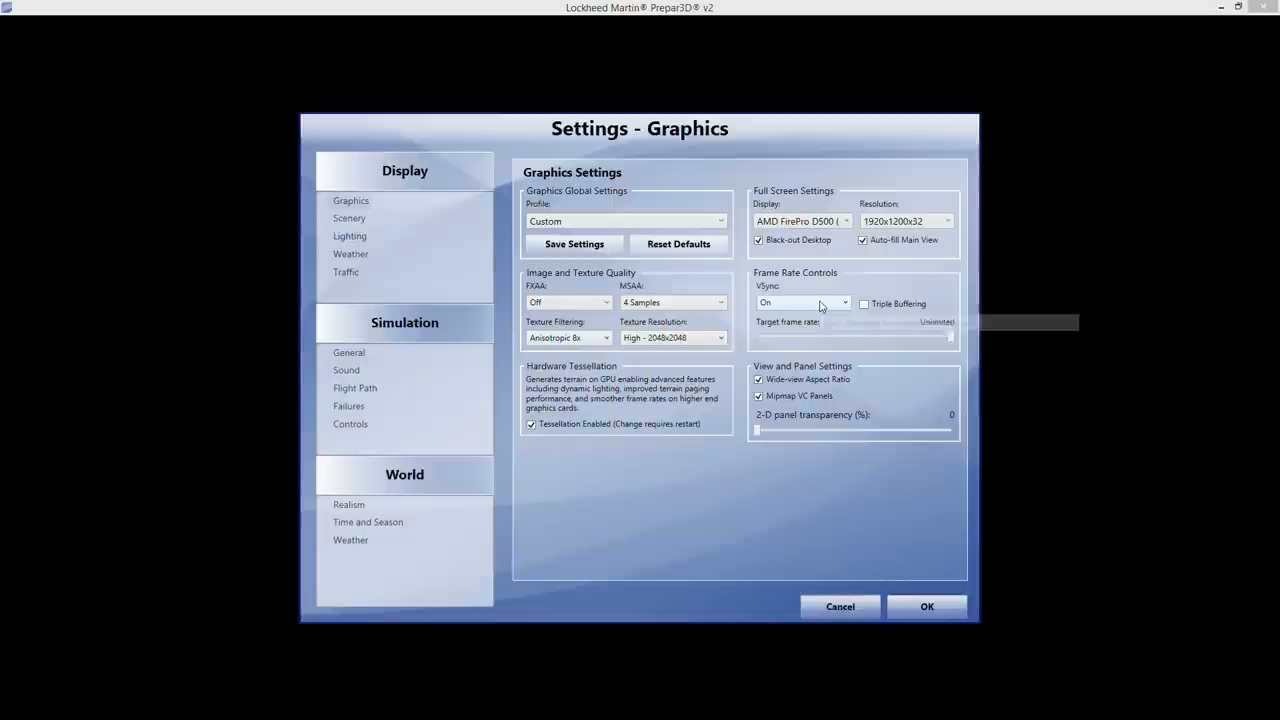 Lockheed Martin® Prepar3D® v2
Settings - Graphics
Display
Graphics
Scenery
Lighting
Weather
Traffic
Simulation
General
Sound
Flight Path
Failures
Controls
World
Realism
Time and Season
Weather
Graphics Settings
Graphics Global Settings
Profile:
Custom
Save Settings
Reset Defaults
Image and Texture Quality
FXAA:
MSAA:
Off
4 Samples
Texture Filtering:
Texture Resolution:
Anisotropic 8x
High - 2048x2048
Hardware Tessellation
Generates terrain on GPU enabling advanced features
including dynamic lighting, improved terrain paging
performance, and smoother frame rates on higher end
graphics cards.
Tessellation Enabled (Change requires restart)
Full Screen Settings
Display:
Resolution:
AMD FirePro D500 (
1920x1200x32
Black-out Desktop
Auto-fill Main View
Frame Rate Controls
VSync:
On
Triple Buffering
Target frame rate:
Unlimited
View and Panel Settings
Wide-view Aspect Ratio
Mipmap VC Panels
2-D panel transparency (%):
0
Cancel
OK